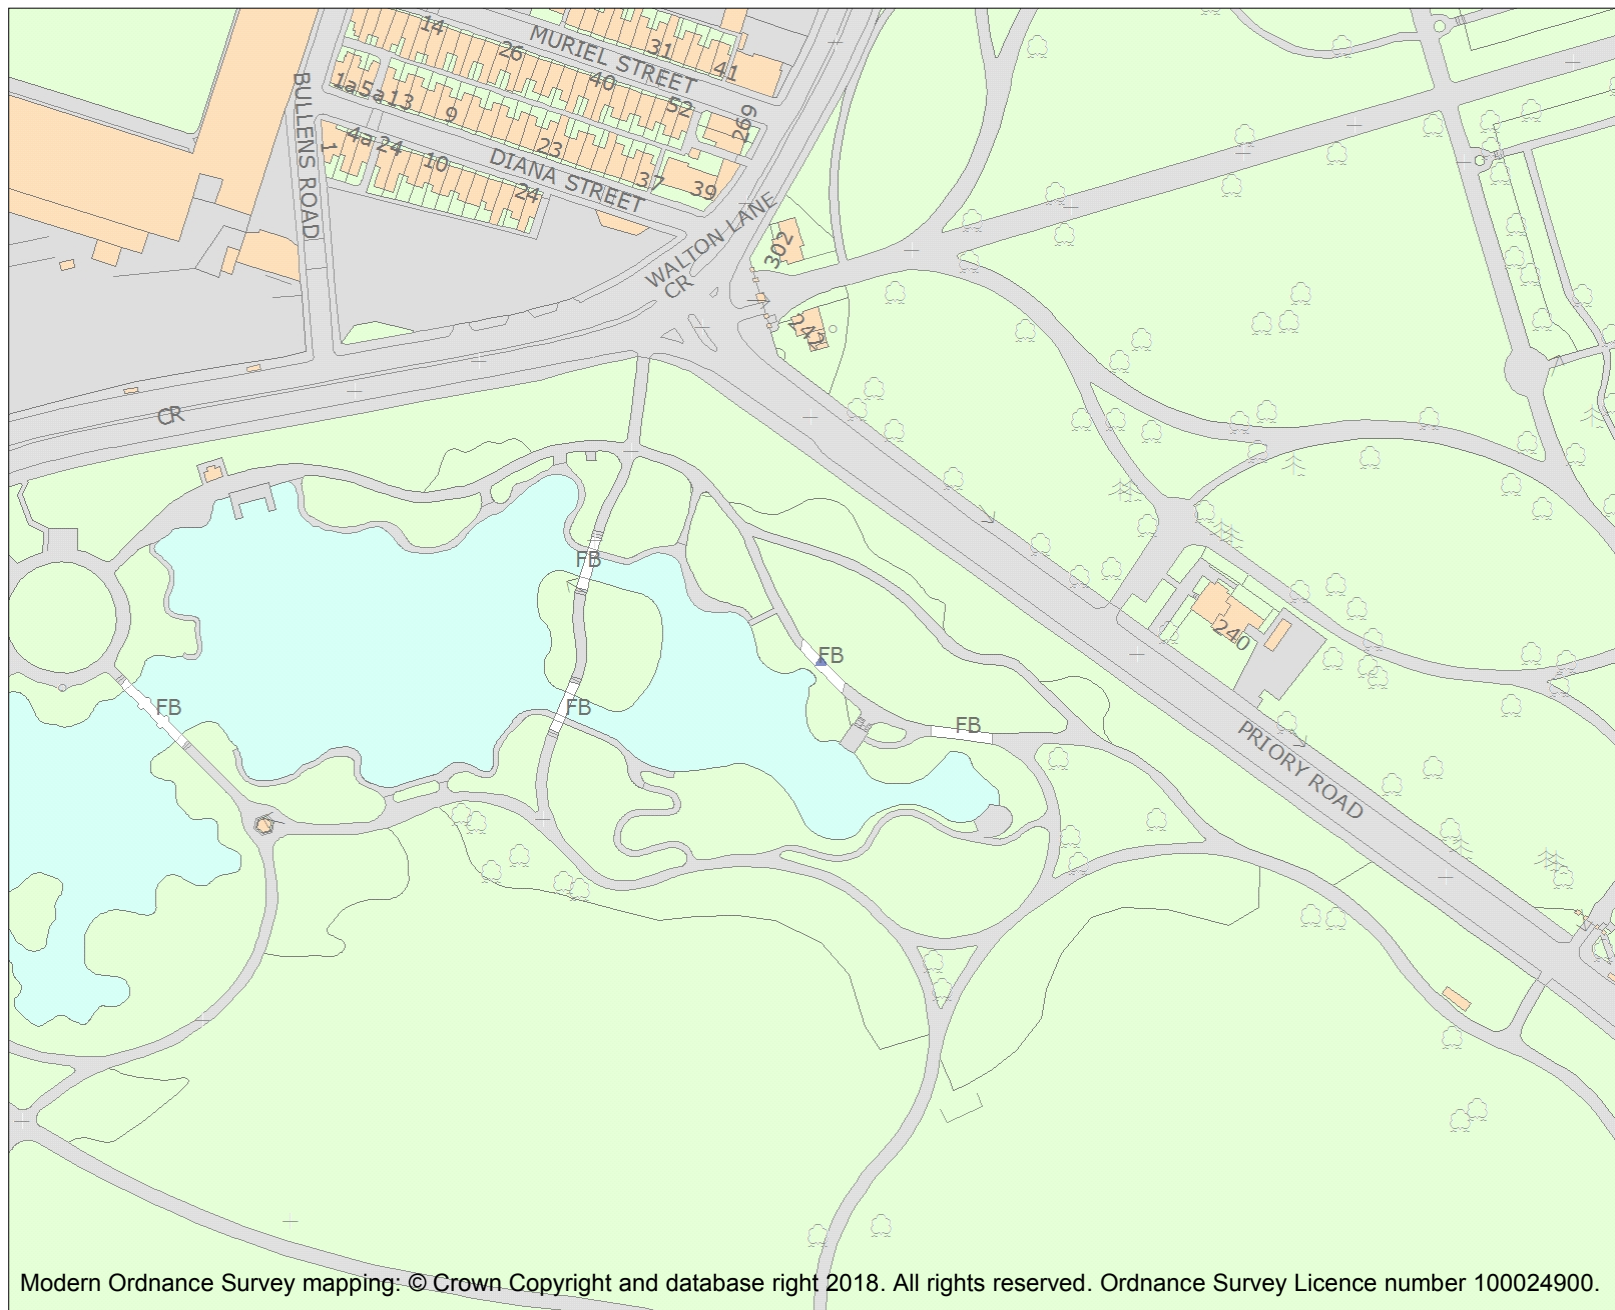 14
26
MURIEL STREET
31
41
1a 5a 13
40
52
269
9
BULLENS ROAD
1
4a 24
10
23
DIANA STREET
37
39
24
WALTON LANE
CR
302
242
CR
FB
FB
240
FB
FB
FB
PRIORY ROAD
Modern Ordnance Survey mapping: © Crown Copyright and database right 2018. All rights reserved. Ordnance Survey Licence number 100024900.